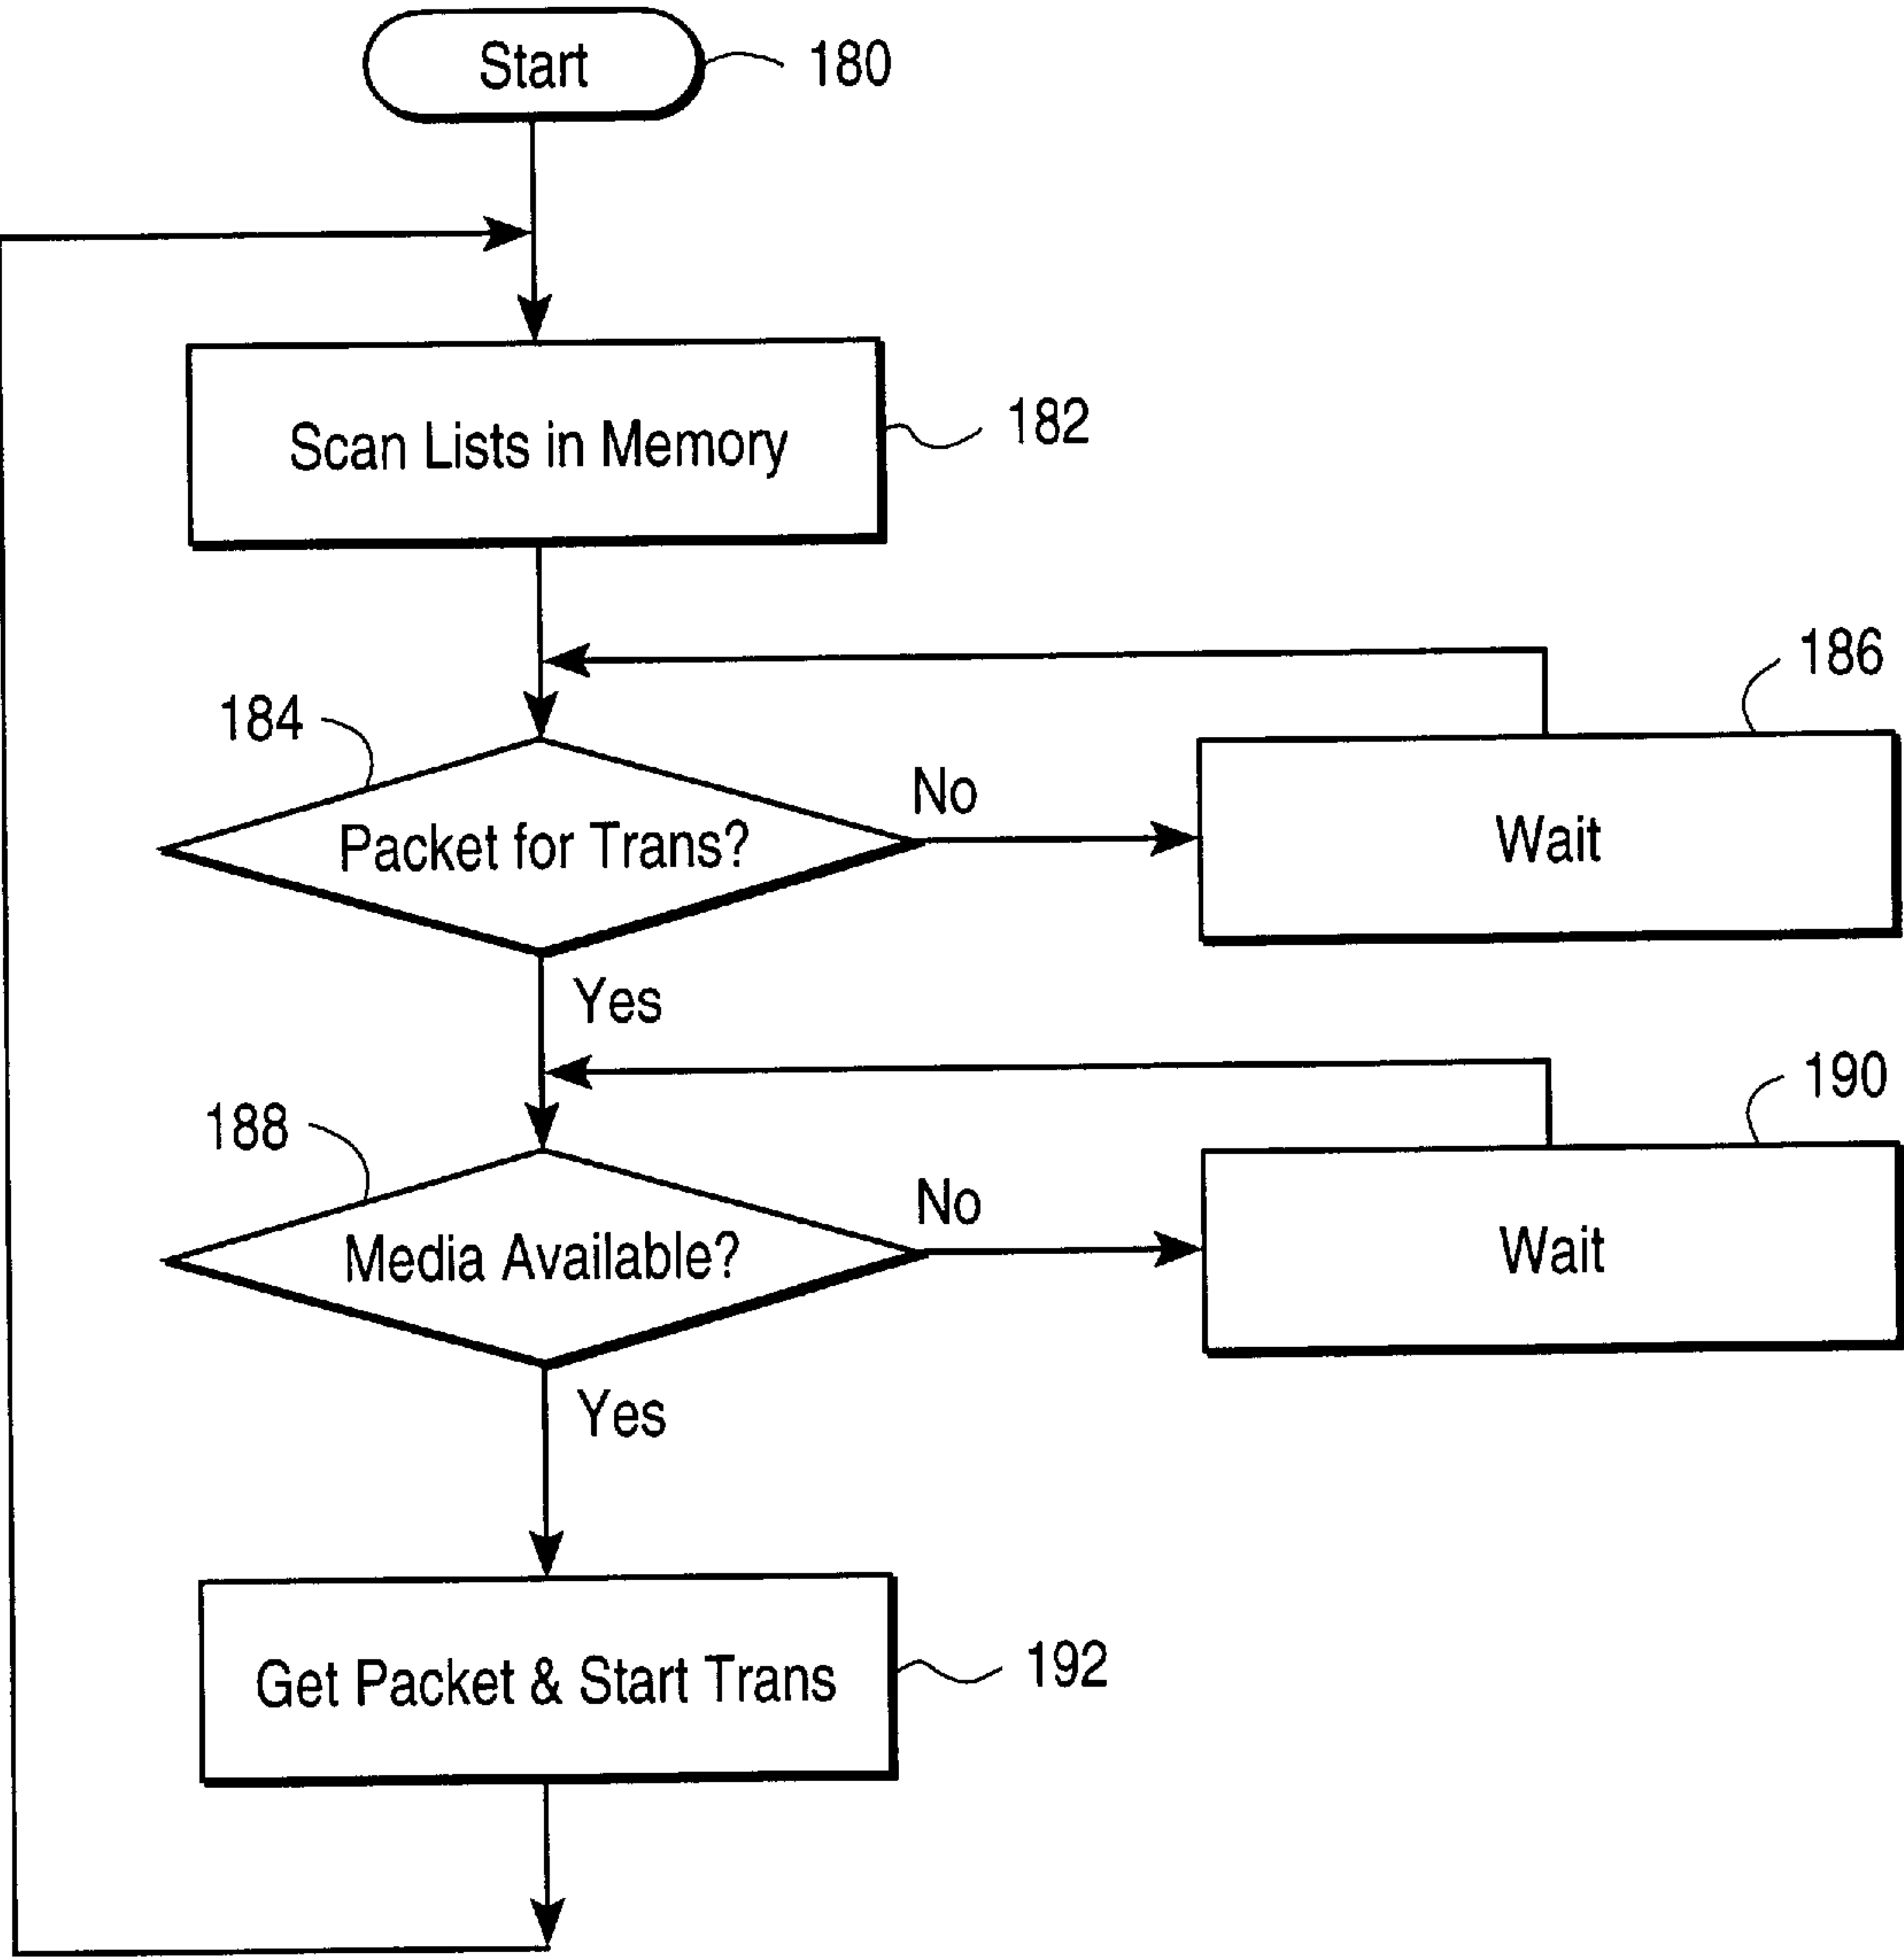 Start
180
Scan Lists in Memory
182
186
184
No
Packet for Trans?
Wait
Yes
190
188
No
Media Available?
Wait
Yes
Get Packet & Start Trans
192